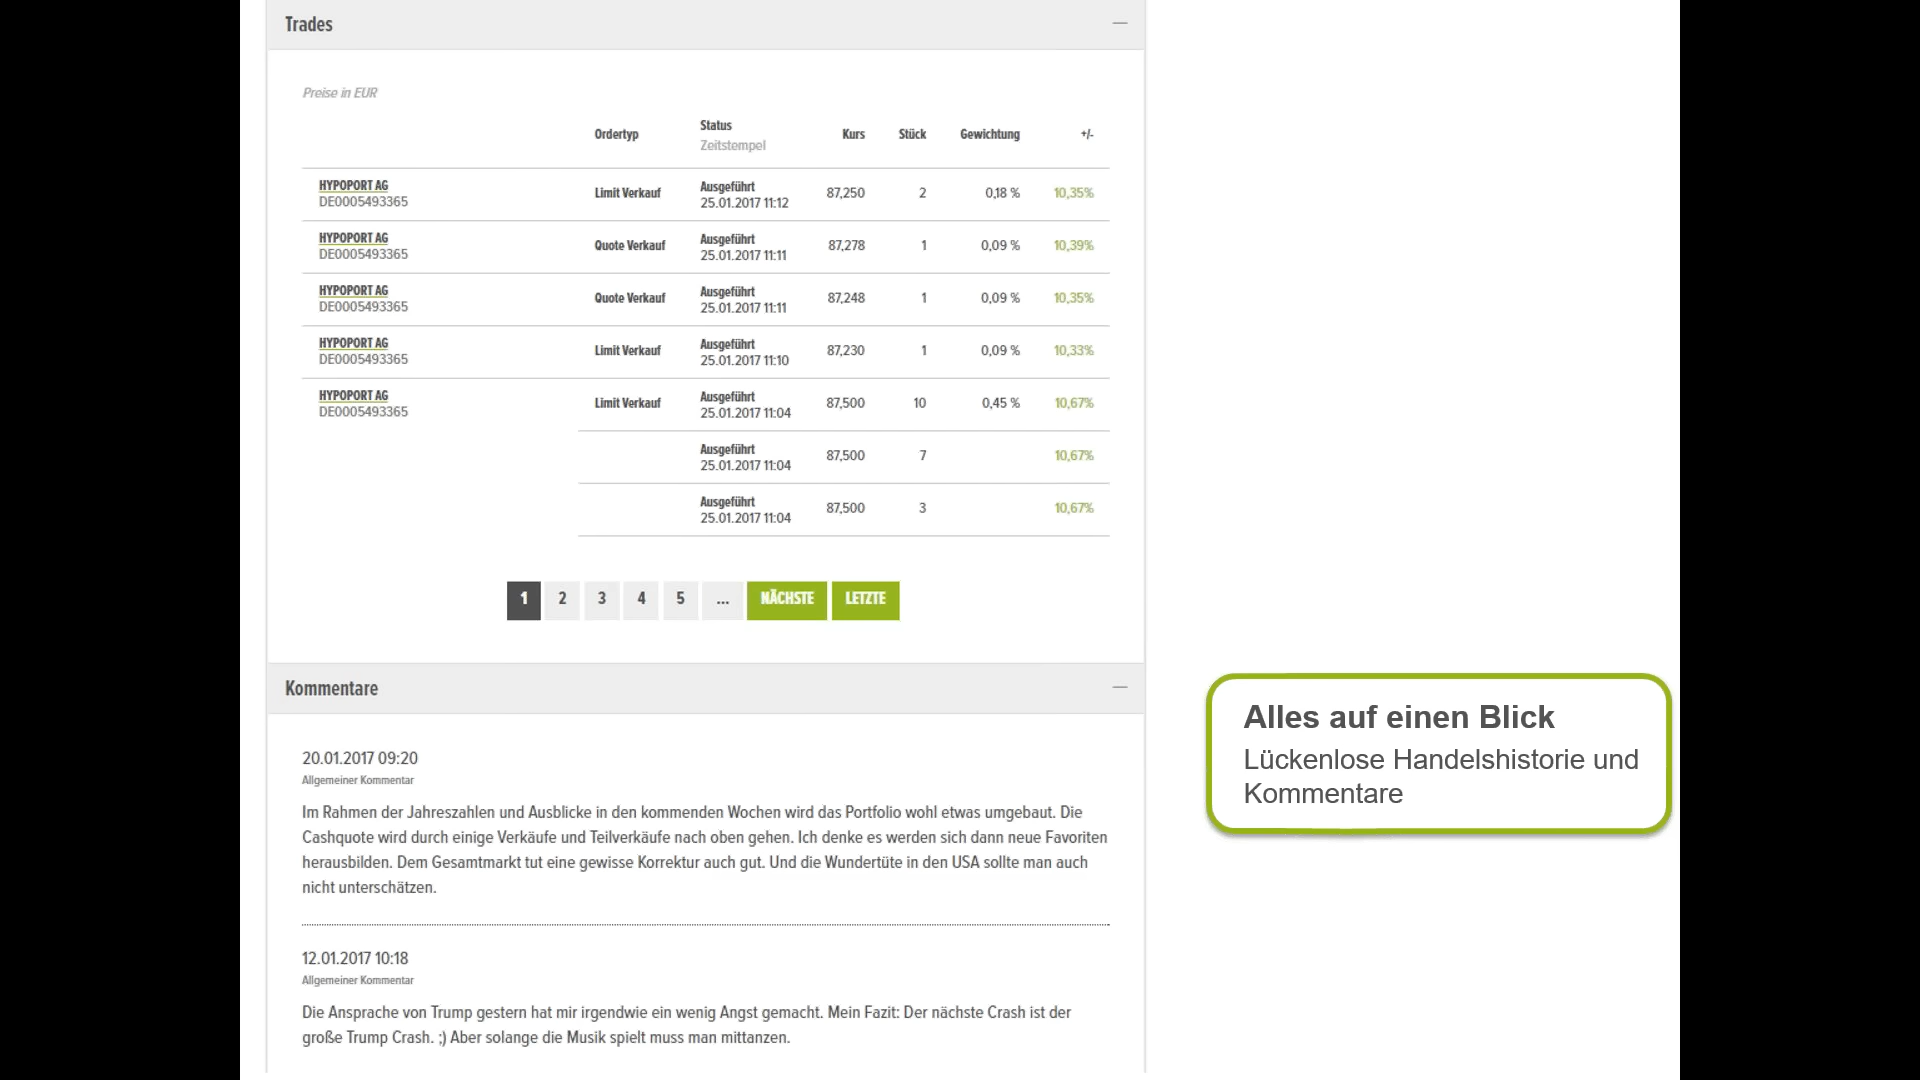 Trades
Preise in EUR
Ordertyp Status Kurs Stück Gewichtung +/-
Zeitstempel
HYPOPORT AG Limit Verkauf Ausgeführt 87,250 2 0,18 % 10,35%
DE0005493365 25.01.2017 11:12
HYPOPORT AG Quote Verkauf Ausgeführt 87,278 1 0,09 % 10,39%
DE0005493365 25.01.2017 11:11
HYPOPORT AG Quote Verkauf Ausgeführt 87,248 1 0,09 % 10,35%
DE0005493365 25.01.2017 11:11
HYPOPORT AG Limit Verkauf Ausgeführt 87,230 1 0,09 % 10,33%
DE0005493365 25.01.2017 11:10
HYPOPORT AG Limit Verkauf Ausgeführt 87,500 10 0,45 % 10,67%
DE0005493365 25.01.2017 11:04
Ausgeführt 87,500 7 10,67%
25.01.2017 11:04
Ausgeführt 87,500 3 10,67%
25.01.2017 11:04
1 2 3 4 5 ... NÄCHSTE LETZTE
Kommentare
20.01.2017 09:20
Allgemeiner Kommentar
Im Rahmen der Jahreszahlen und Ausblicke in den kommenden Wochen wird das Portfolio wohl etwas umgebaut. Die
Cashquote wird durch einige Verkäufe und Teilverkäufe nach oben gehen. Ich denke es werden sich dann neue Favoriten
herausbilden. Dem Gesamtmarkt tut eine gewisse Korrektur auch gut. Und die Wundertüte in den USA sollte man auch
nicht unterschätzen.
12.01.2017 10:18
Allgemeiner Kommentar
Die Ansprache von Trump gestern hat mir irgendwie ein wenig Angst gemacht. Mein Fazit: Der nächste Crash ist der
große Trump Crash. ;) Aber solange die Musik spielt muss man mittanzen.
Alles auf einen Blick
Lückenlose Handelshistorie und
Kommentare